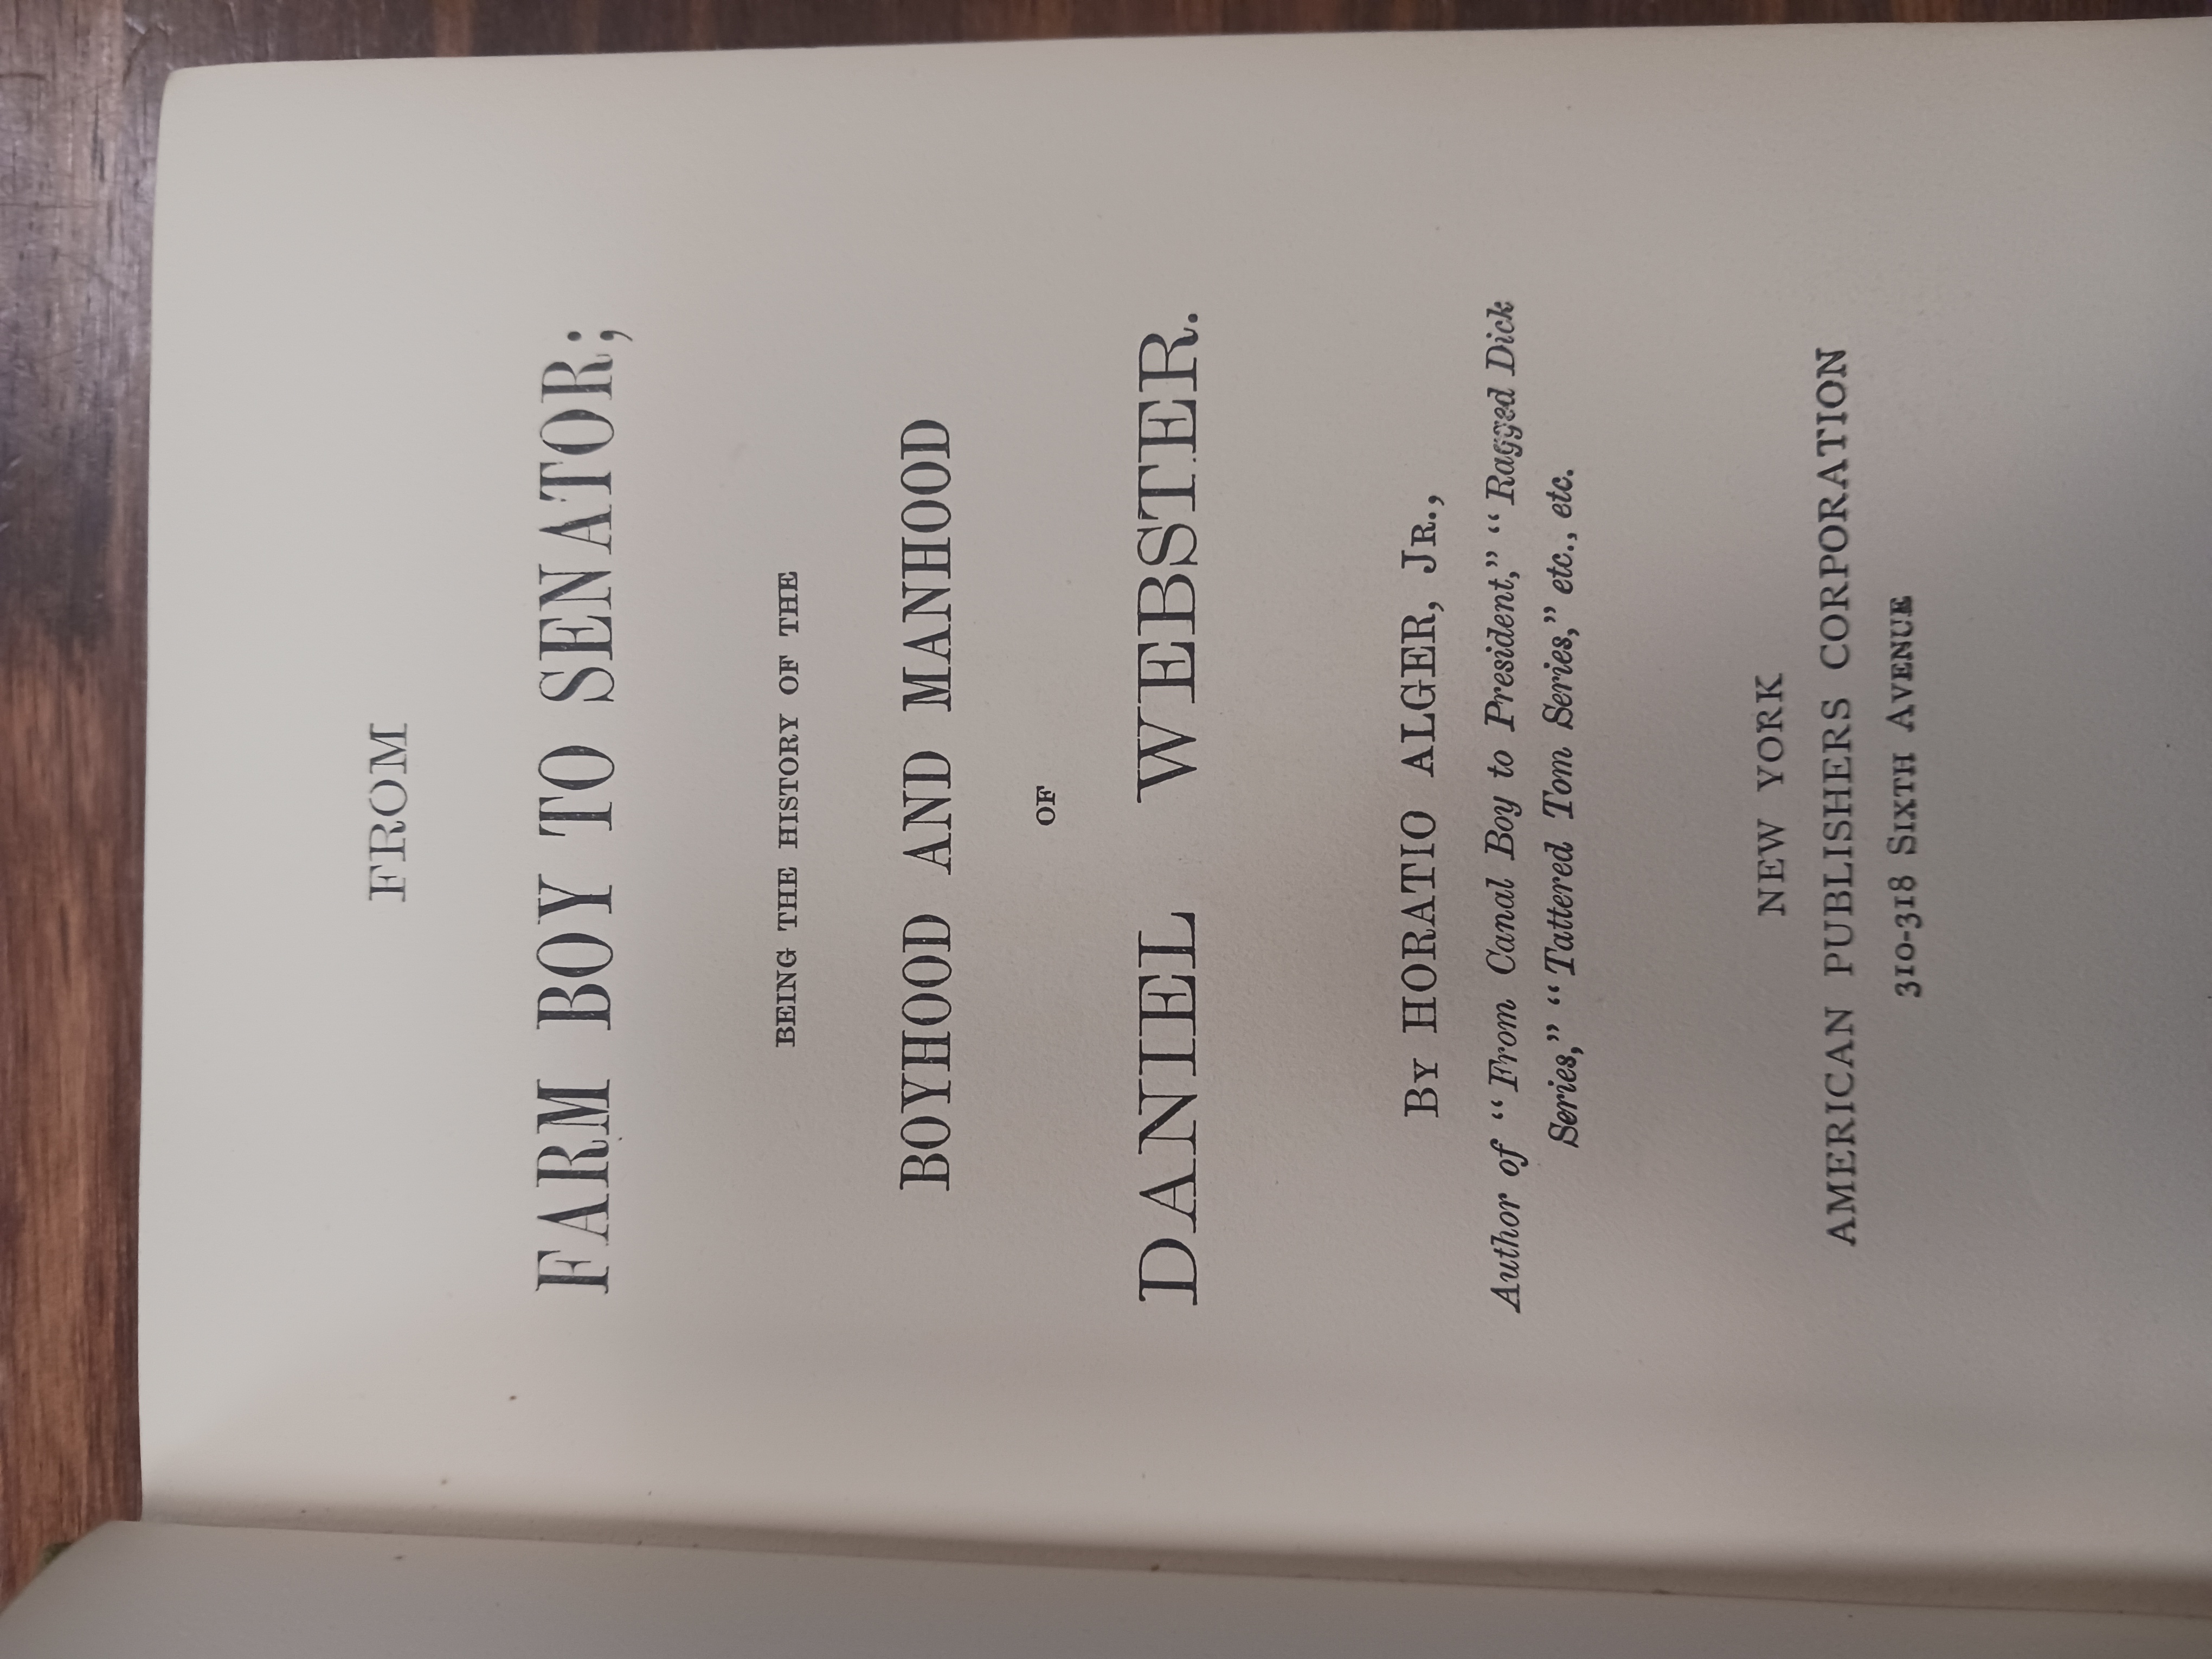 FROM
FARM BOY TO SENATOR;
BEING THE HISTORY OF THE
BOYHOOD AND MANHOOD
OF
DANIEL WEBSTER.
By HORATIO ALGER, Jr.,
Author of “From Canal Boy to President,” “Ragged Dick
Series,” “Tattered Tom Series,” etc., etc.
NEW YORK
AMERICAN PUBLISHERS CORPORATION
310-318 Sixth Avenue